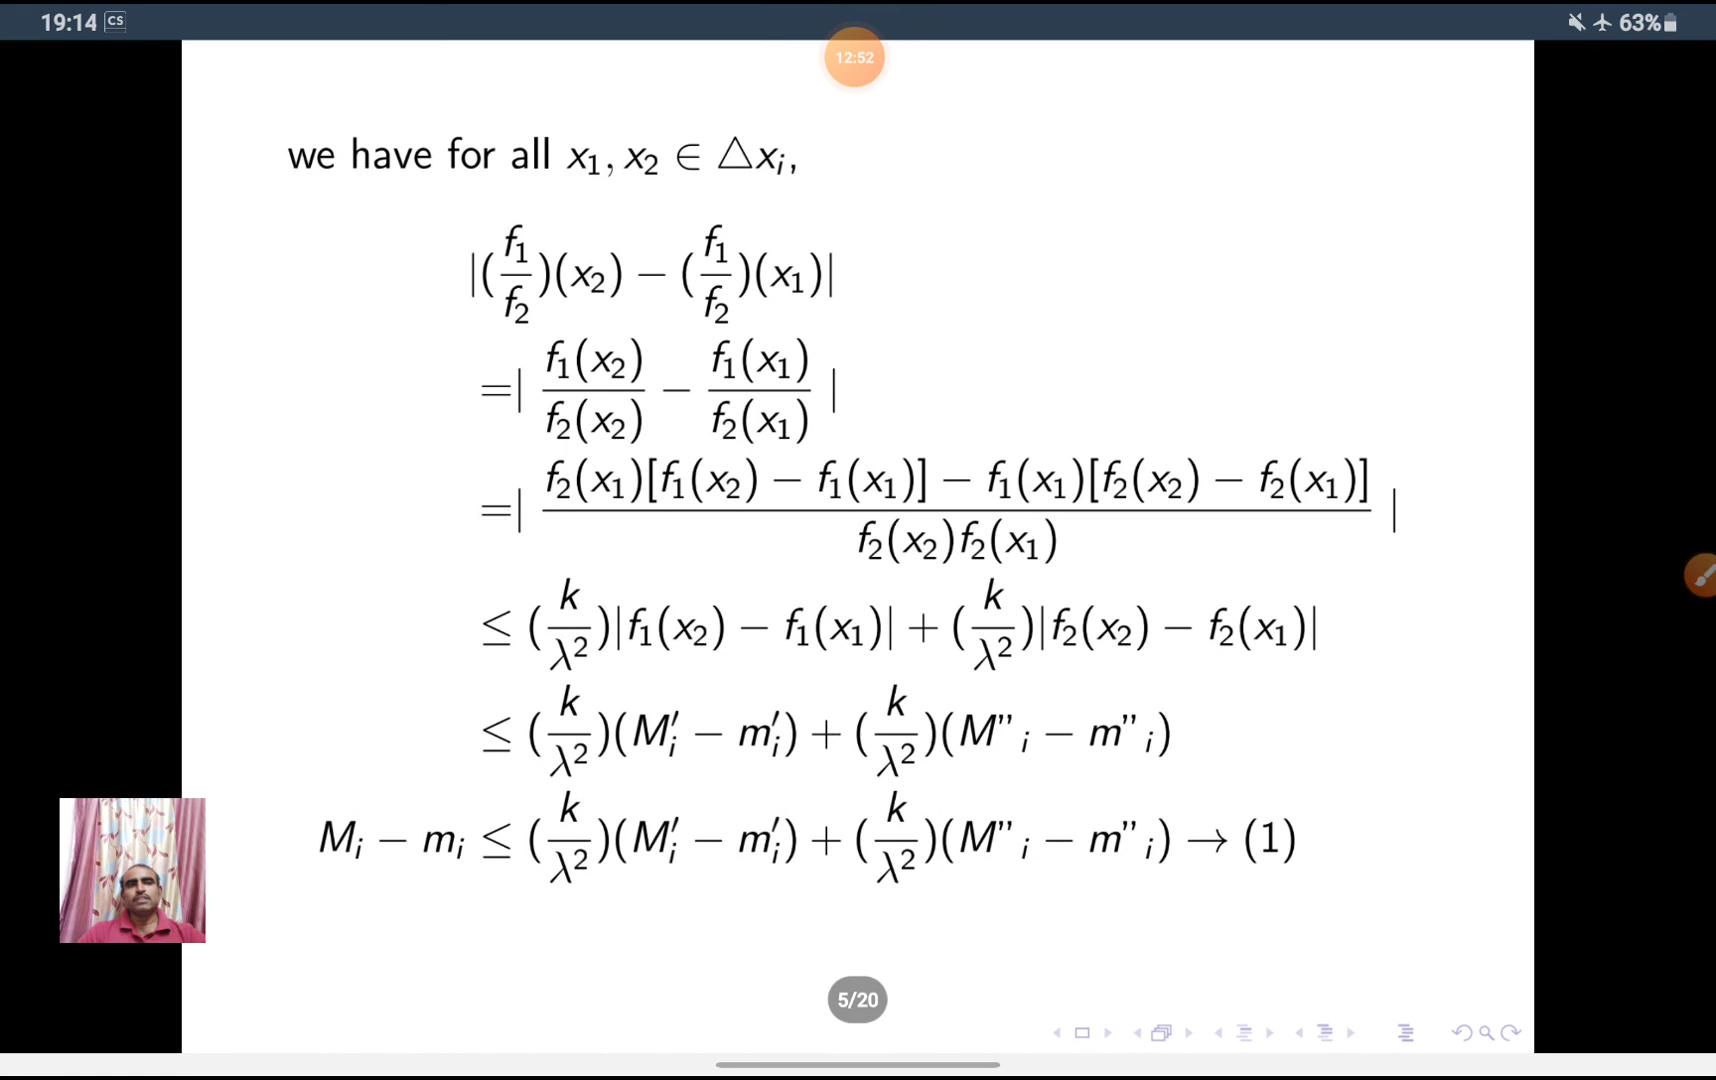 19:14 CS 63%
12:52
we have for all x₁, x₂ ∈ △xᵢ,
|(f₁/f₂)(x₂) − (f₁/f₂)(x₁)|
=| f₁(x₂)/f₂(x₂) − f₁(x₁)/f₂(x₁) |
=| f₂(x₁)[f₁(x₂) − f₁(x₁)] − f₁(x₁)[f₂(x₂) − f₂(x₁)] / f₂(x₂)f₂(x₁) |
≤ (k/λ²)|f₁(x₂) − f₁(x₁)| + (k/λ²)|f₂(x₂) − f₂(x₁)|
≤ (k/λ²)(M′ᵢ − m′ᵢ) + (k/λ²)(M”ᵢ − m”ᵢ)
Mᵢ − mᵢ ≤ (k/λ²)(M′ᵢ − m′ᵢ) + (k/λ²)(M”ᵢ − m”ᵢ) → (1)
5/20